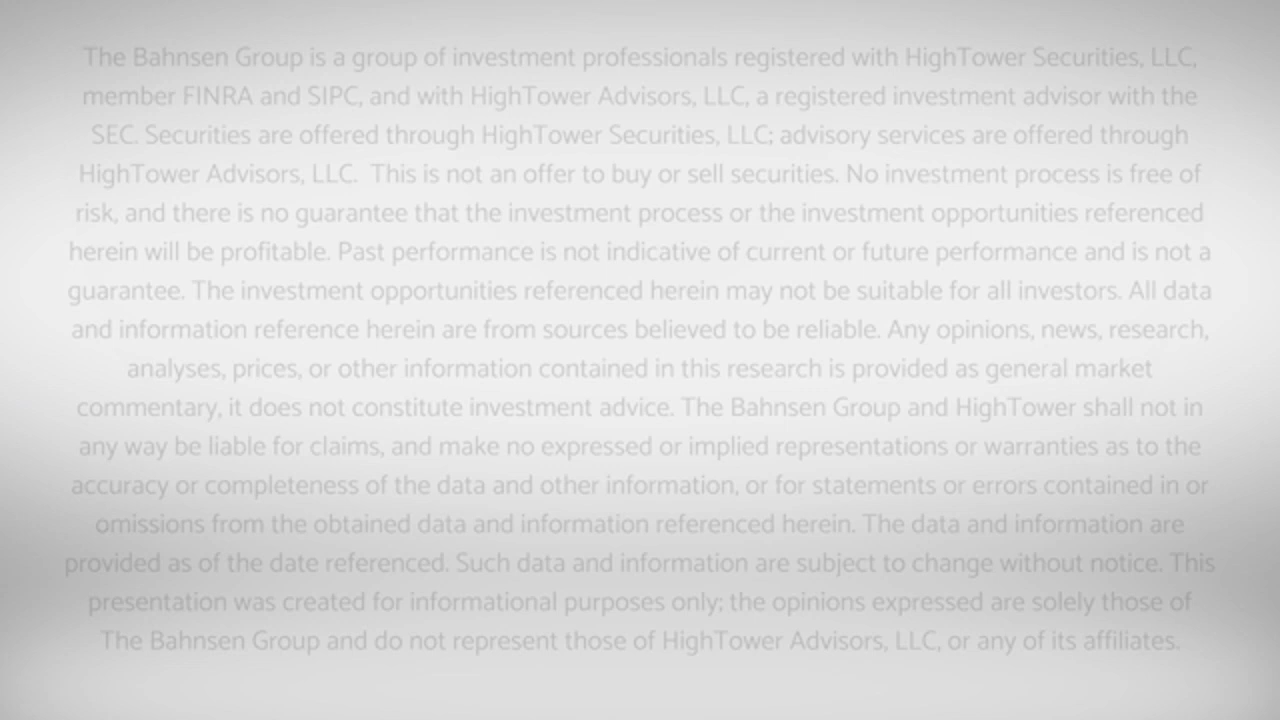 The Bahnsen Group is a group of investment professionals registered with HighTower Securities, LLC,
member FINRA and SIPC, and with HighTower Advisors, LLC, a registered investment advisor with the
SEC. Securities are offered through HighTower Securities, LLC; advisory services are offered through
HighTower Advisors, LLC.  This is not an offer to buy or sell securities. No investment process is free of
risk, and there is no guarantee that the investment process or the investment opportunities referenced
herein will be profitable. Past performance is not indicative of current or future performance and is not a
guarantee. The investment opportunities referenced herein may not be suitable for all investors. All data
and information reference herein are from sources believed to be reliable. Any opinions, news, research,
analyses, prices, or other information contained in this research is provided as general market
commentary, it does not constitute investment advice. The Bahnsen Group and HighTower shall not in
any way be liable for claims, and make no expressed or implied representations or warranties as to the
accuracy or completeness of the data and other information, or for statements or errors contained in or
omissions from the obtained data and information referenced herein. The data and information are
provided as of the date referenced. Such data and information are subject to change without notice. This
presentation was created for informational purposes only; the opinions expressed are solely those of
The Bahnsen Group and do not represent those of HighTower Advisors, LLC, or any of its affiliates.